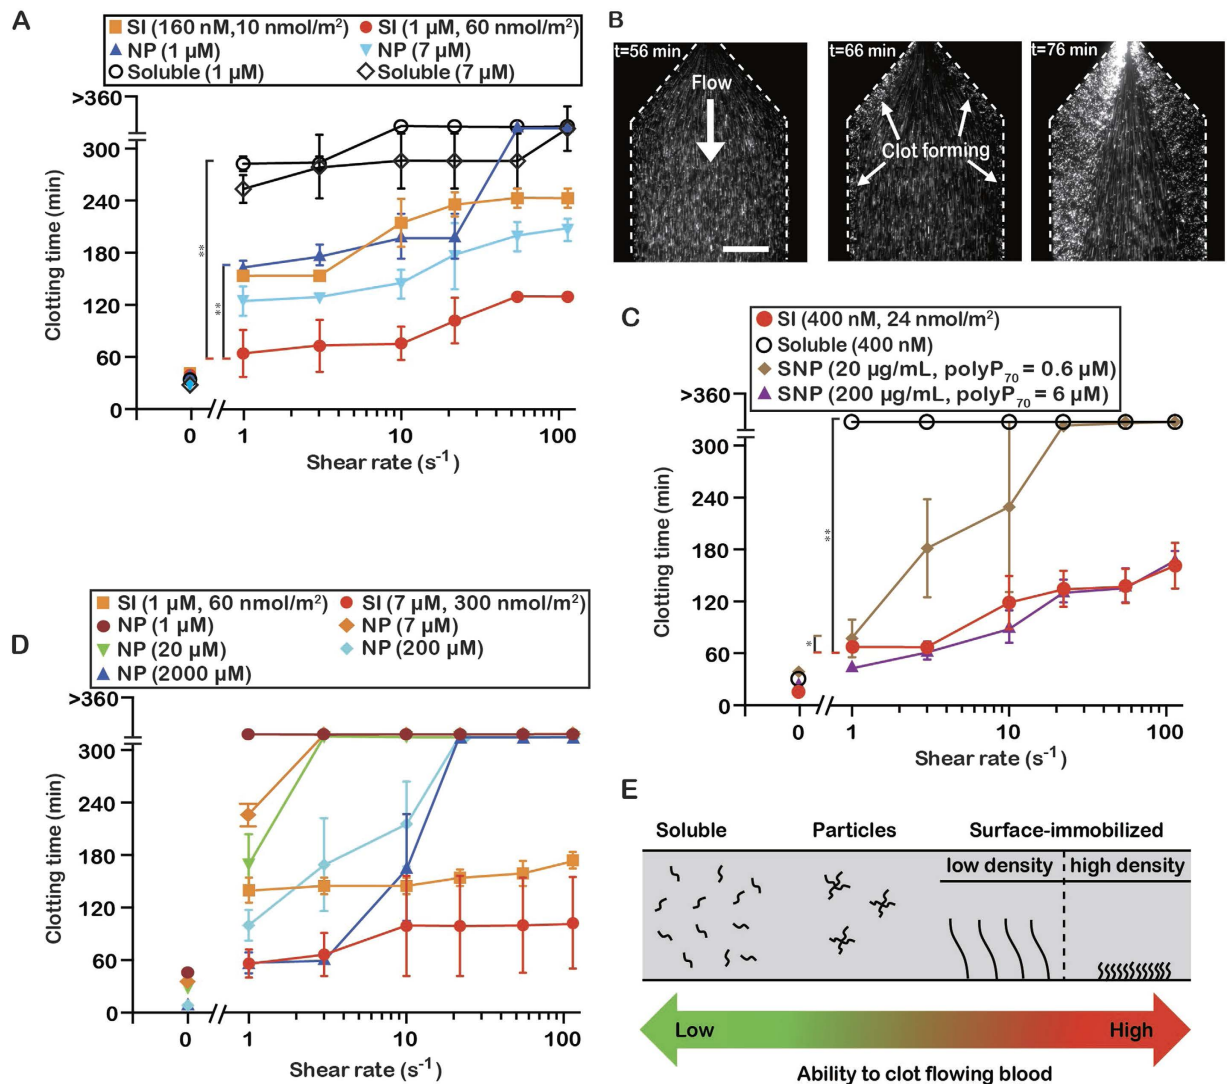 A
SI (160 nM,10 nmol/m²) SI (1 µM, 60 nmol/m²)
NP (1 µM) NP (7 µM)
Soluble (1 µM) Soluble (7 µM)
>360
300
240
180
120
60
0
Clotting time (min)
**
**
0 1 10 100
Shear rate (s⁻¹)
B
t=56 min t=66 min t=76 min
Flow
Clot forming
C
SI (400 nM, 24 nmol/m²)
Soluble (400 nM)
SNP (20 µg/mL, polyP₇₀ = 0.6 µM)
SNP (200 µg/mL, polyP₇₀ = 6 µM)
>360
300
240
180
120
60
0
Clotting time (min)
**
*
0 1 10 100
Shear rate (s⁻¹)
D
SI (1 µM, 60 nmol/m²) SI (7 µM, 300 nmol/m²)
NP (1 µM) NP (7 µM)
NP (20 µM) NP (200 µM)
NP (2000 µM)
>360
300
240
180
120
60
0
Clotting time (min)
0 1 10 100
Shear rate (s⁻¹)
E
Soluble Particles Surface-immobilized
low density high density
Low High
Ability to clot flowing blood